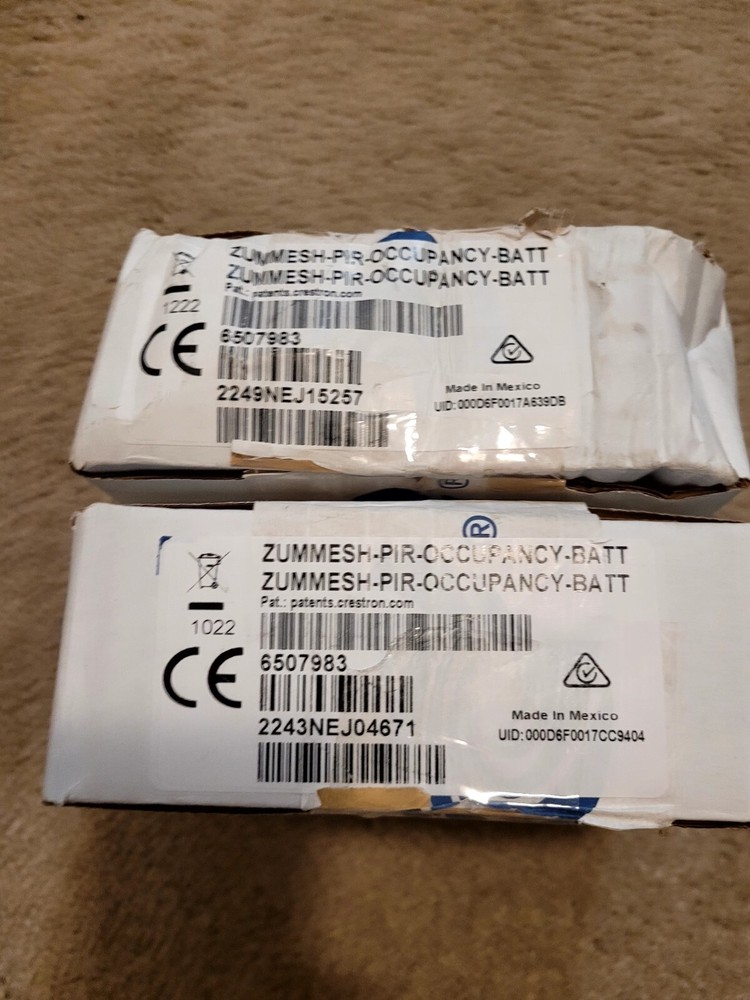 ZUMMESH-PIR-OCCUPANCY-BATT
ZUMMESH-PIR-OCCUPANCY-BATT
Pat.: patents.crestron.com
1222
CE
6507983
2249NEJ15257
Made In Mexico
UID: 000D6F0017A639DB
®
ZUMMESH-PIR-OCCUPANCY-BATT
ZUMMESH-PIR-OCCUPANCY-BATT
Pat.: patents.crestron.com
1022
CE
6507983
2243NEJ04671
Made In Mexico
UID: 000D6F0017CC9404